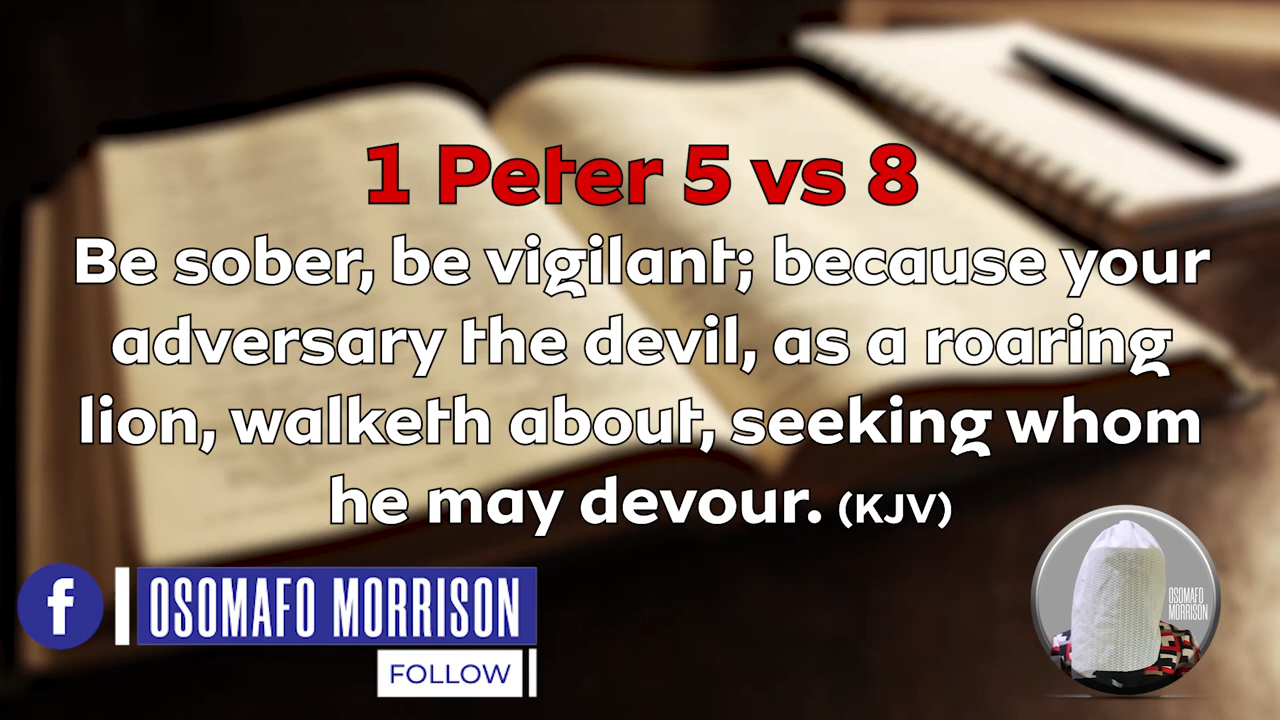 1 Peter 5 vs 8
Be sober, be vigilant; because your
adversary the devil, as a roaring
lion, walketh about, seeking whom
he may devour. (KJV)
f
OSOMAFO MORRISON
FOLLOW
OSOMAFO
MORRISON